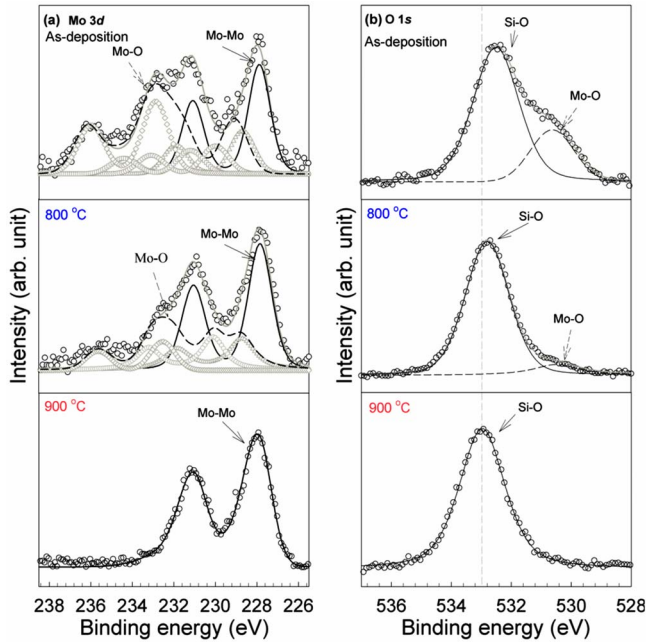 (a) Mo 3d
As-deposition
Mo-O
Mo-Mo
800 °C
Mo-O
Mo-Mo
900 °C
Mo-Mo
Intensity (arb. unit)
238 236 234 232 230 228 226
Binding energy (eV)
(b) O 1s
As-deposition
Si-O
Mo-O
800 °C
Si-O
Mo-O
900 °C
Si-O
Intensity (arb. unit)
536 534 532 530 528
Binding energy (eV)